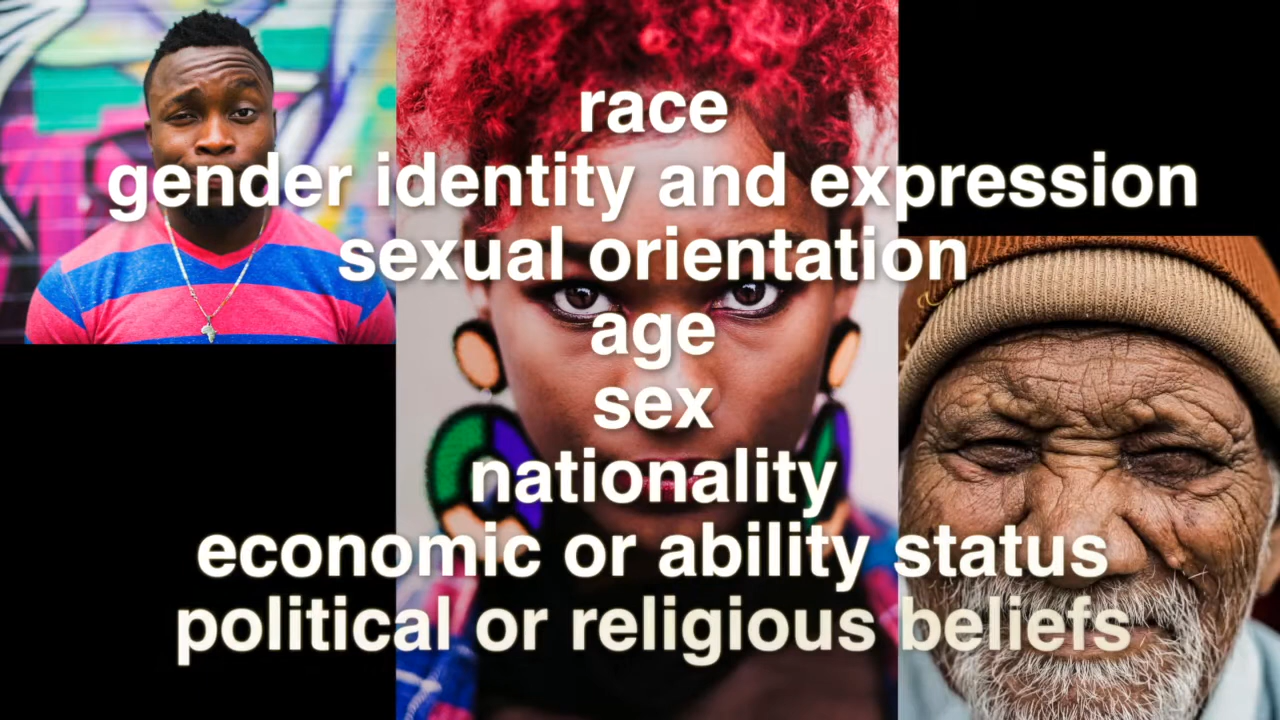 race
gender identity and expression
sexual orientation
age
sex
nationality
economic or ability status
political or religious beliefs